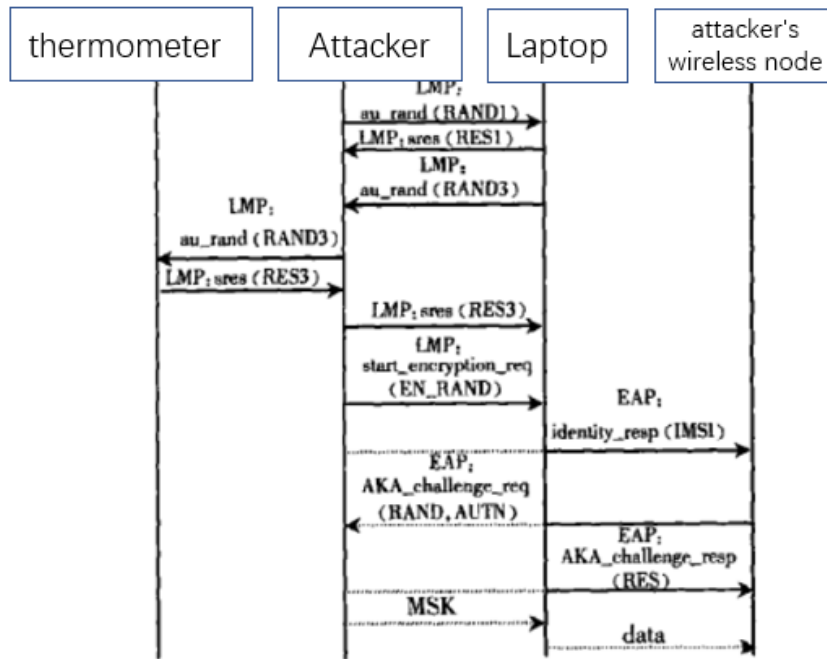 thermometer
Attacker
Laptop
attacker's
wireless node
LMP:
au_rand(RAND1)
LMP:sres(RES1)
LMP:
au_rand(RAND3)
LMP:
au_rand(RAND3)
LMP:sres(RES3)
LMP:sres(RES3)
LMP:
start_encryption_req
(EN_RAND)
EAP:
identity_resp(IMSI)
EAP:
AKA_challenge_req
(RAND,AUTN)
EAP:
AKA_challenge_resp
(RES)
MSK
data